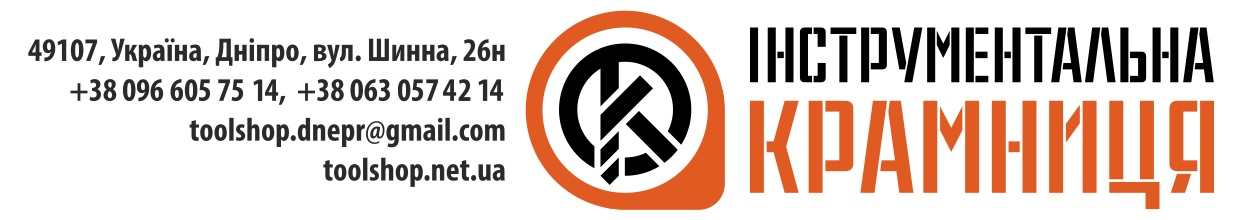 49107, Україна, Дніпро, вул. Шинна, 26н
+38 096 605 75 14, +38 063 057 42 14
toolshop.dnepr@gmail.com
toolshop.net.ua
ІНСТРУМЕНТАЛЬНА
КРАМНИЦЯ